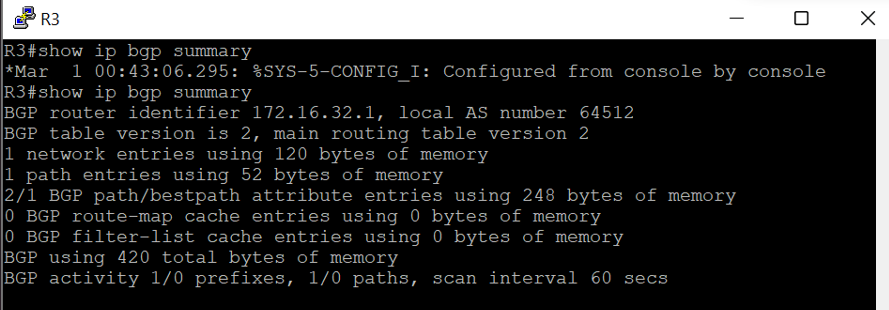 R3
R3#show ip bgp summary
*Mar  1 00:43:06.295: %SYS-5-CONFIG_I: Configured from console by console
R3#show ip bgp summary
BGP router identifier 172.16.32.1, local AS number 64512
BGP table version is 2, main routing table version 2
1 network entries using 120 bytes of memory
1 path entries using 52 bytes of memory
2/1 BGP path/bestpath attribute entries using 248 bytes of memory
0 BGP route-map cache entries using 0 bytes of memory
0 BGP filter-list cache entries using 0 bytes of memory
BGP using 420 total bytes of memory
BGP activity 1/0 prefixes, 1/0 paths, scan interval 60 secs